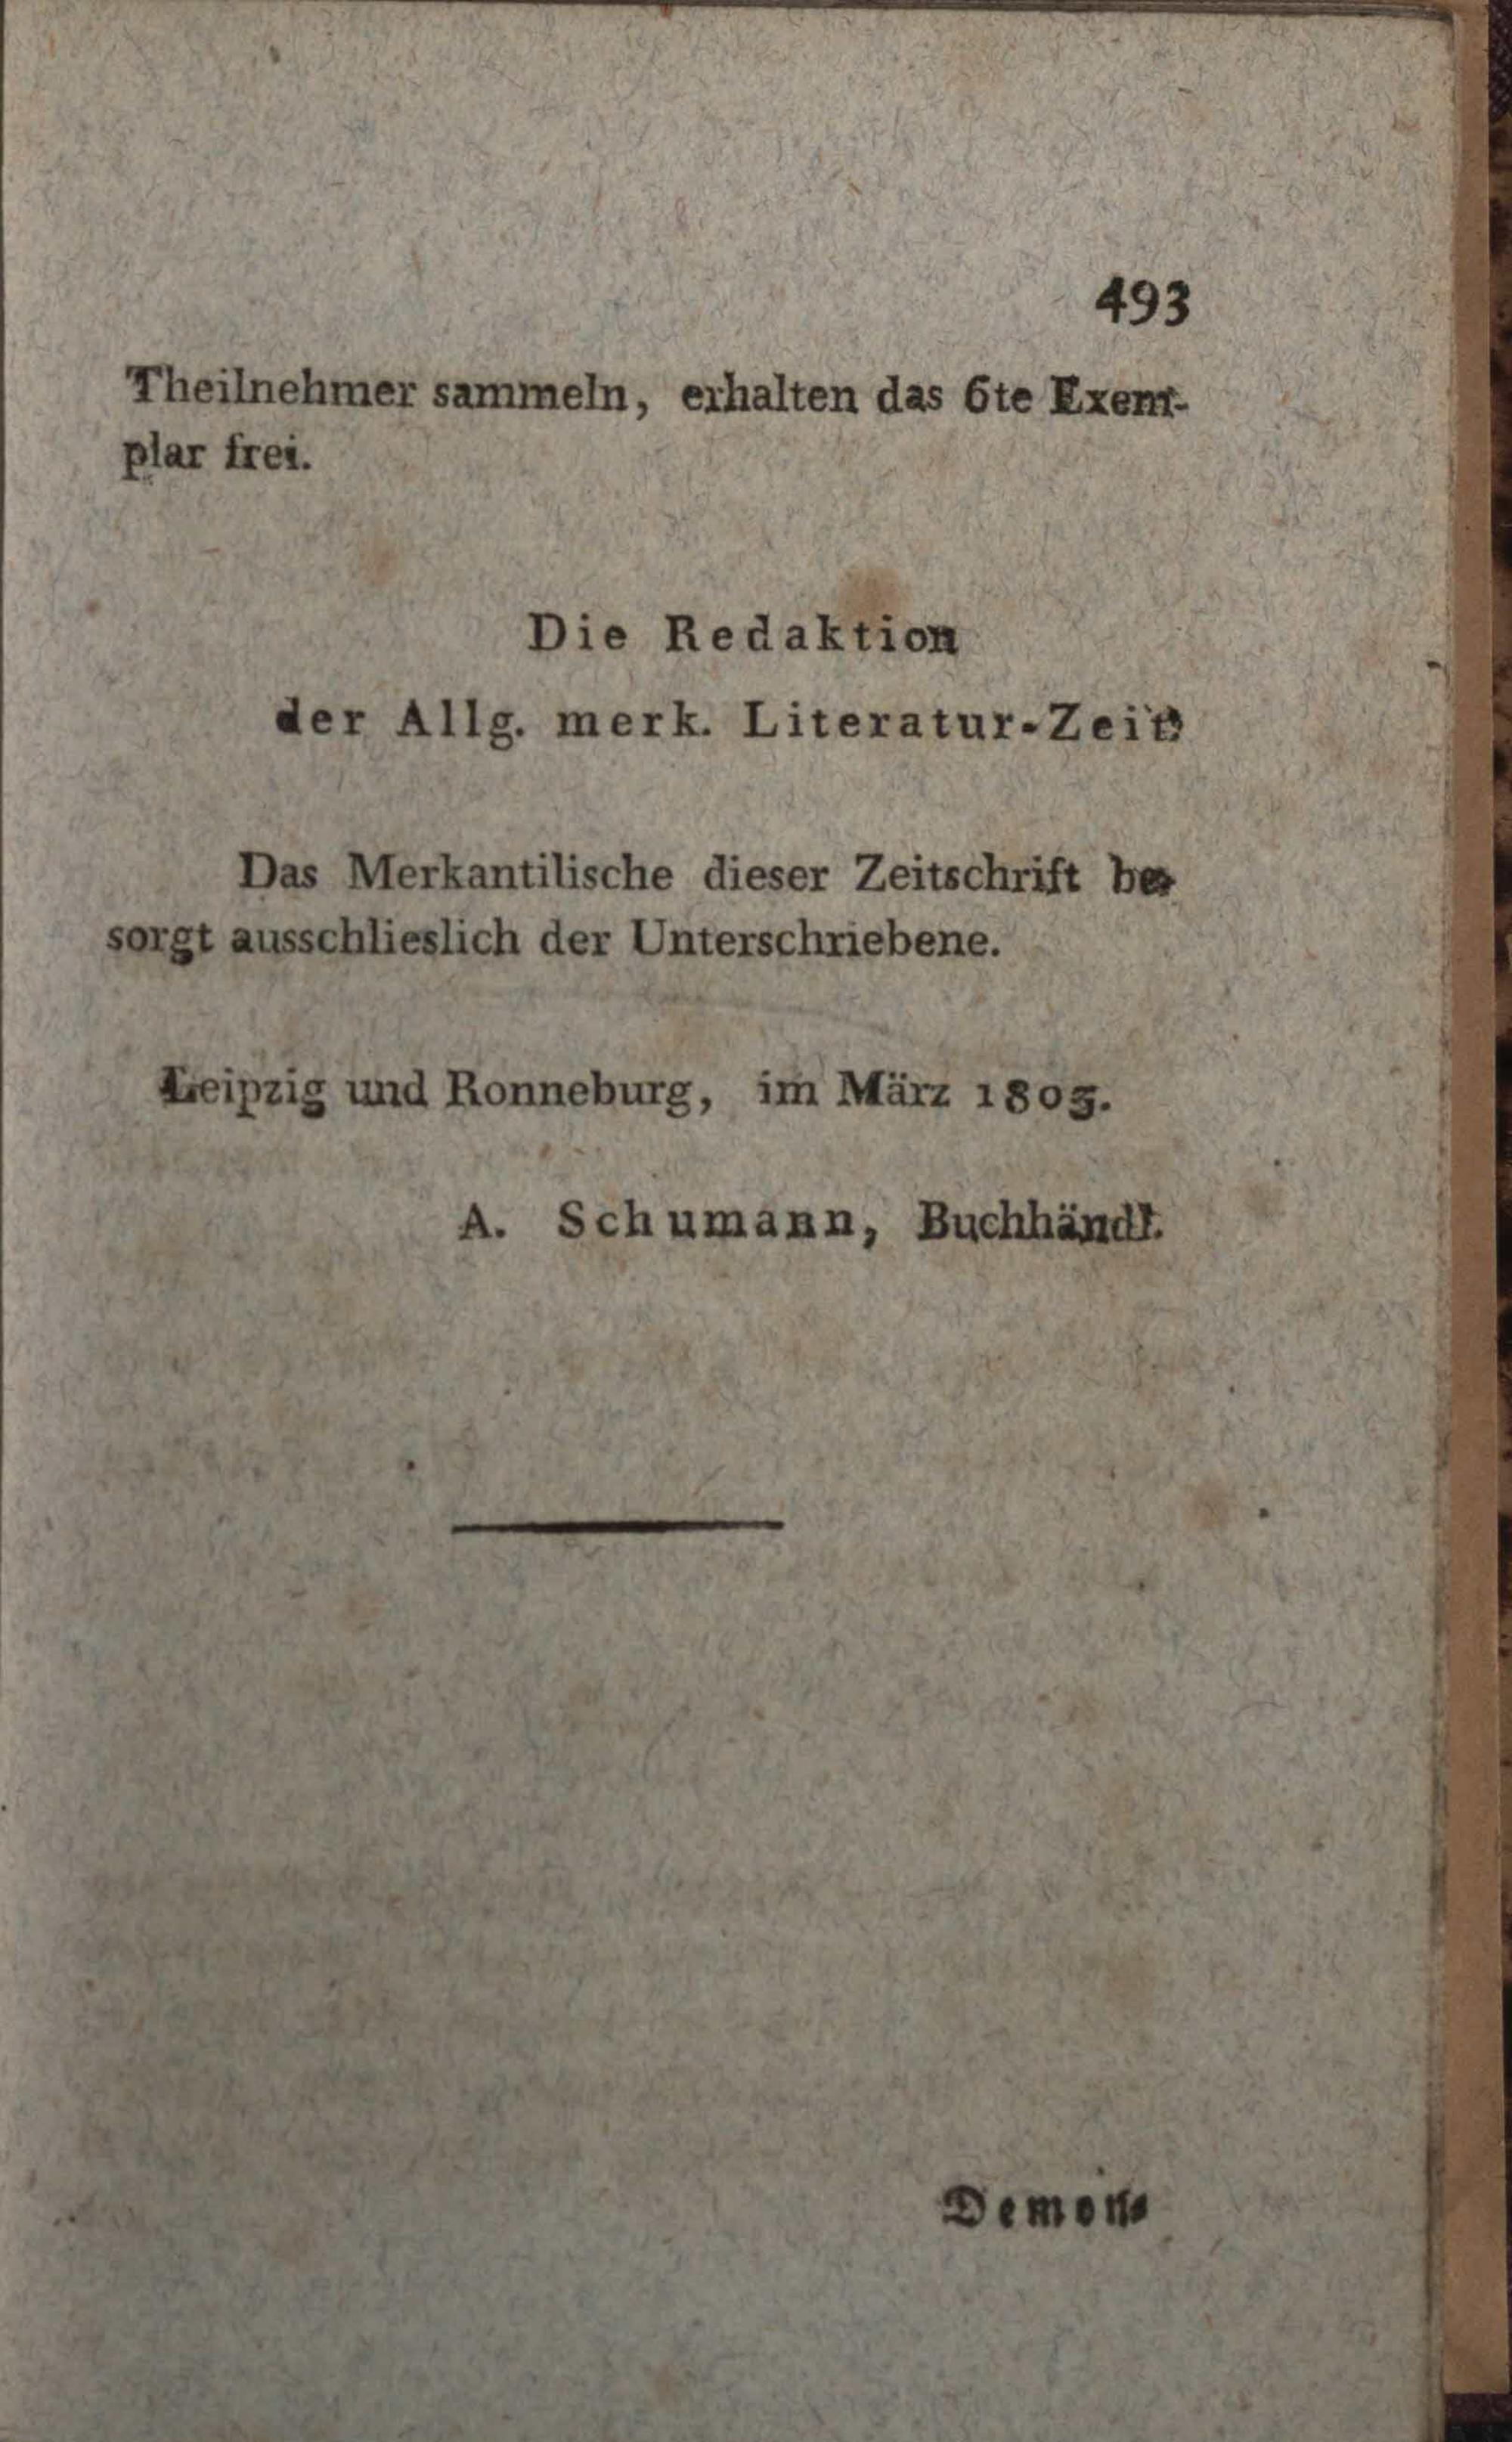 493
Theilnehmer sammeln, erhalten das 6te Exem-
plar frei.
Die Redaktion
der Allg. merk. Literatur-Zeit.
Das Merkantilische dieser Zeitschrift be-
sorgt ausschlieslich der Unterschriebene.
Leipzig und Ronneburg, im März 1805.
A. Schumann, Buchhändl.
Demon-